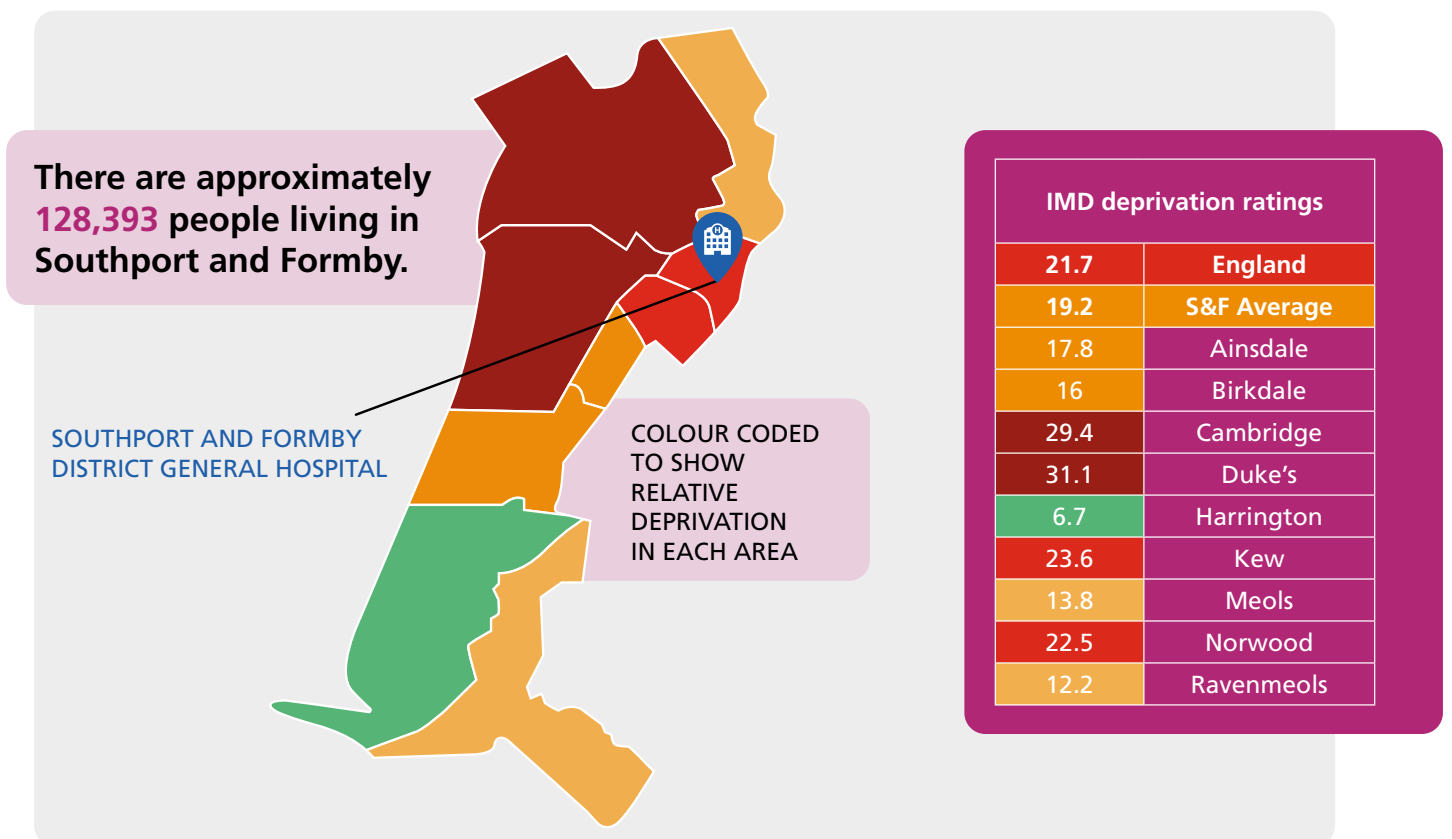 There are approximately
128,393 people living in
Southport and Formby.
SOUTHPORT AND FORMBY
DISTRICT GENERAL HOSPITAL
H
COLOUR CODED
TO SHOW
RELATIVE
DEPRIVATION
IN EACH AREA
IMD deprivation ratings
21.7 England
19.2 S&F Average
17.8 Ainsdale
16 Birkdale
29.4 Cambridge
31.1 Duke's
6.7 Harrington
23.6 Kew
13.8 Meols
22.5 Norwood
12.2 Ravenmeols